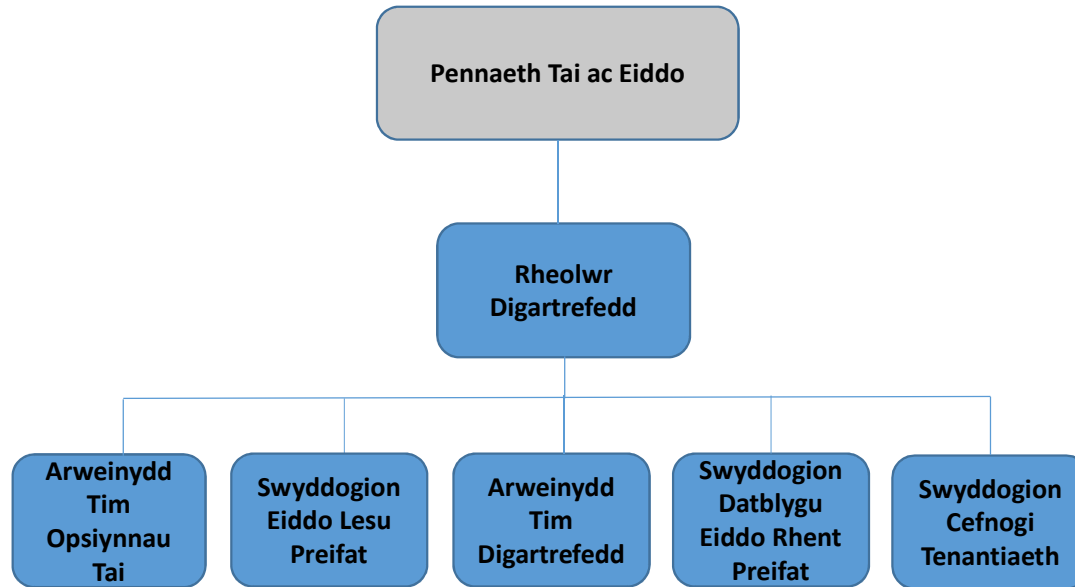 Pennaeth Tai ac Eiddo
Rheolwr
Digartrefedd
Arweinydd
Tim
Opsiynnau
Tai
Swyddogion
Eiddo Lesu
Preifat
Arweinydd
Tim
Digartrefedd
Swyddogion
Datblygu
Eiddo Rhent
Preifat
Swyddogion
Cefnogi
Tenantiaeth